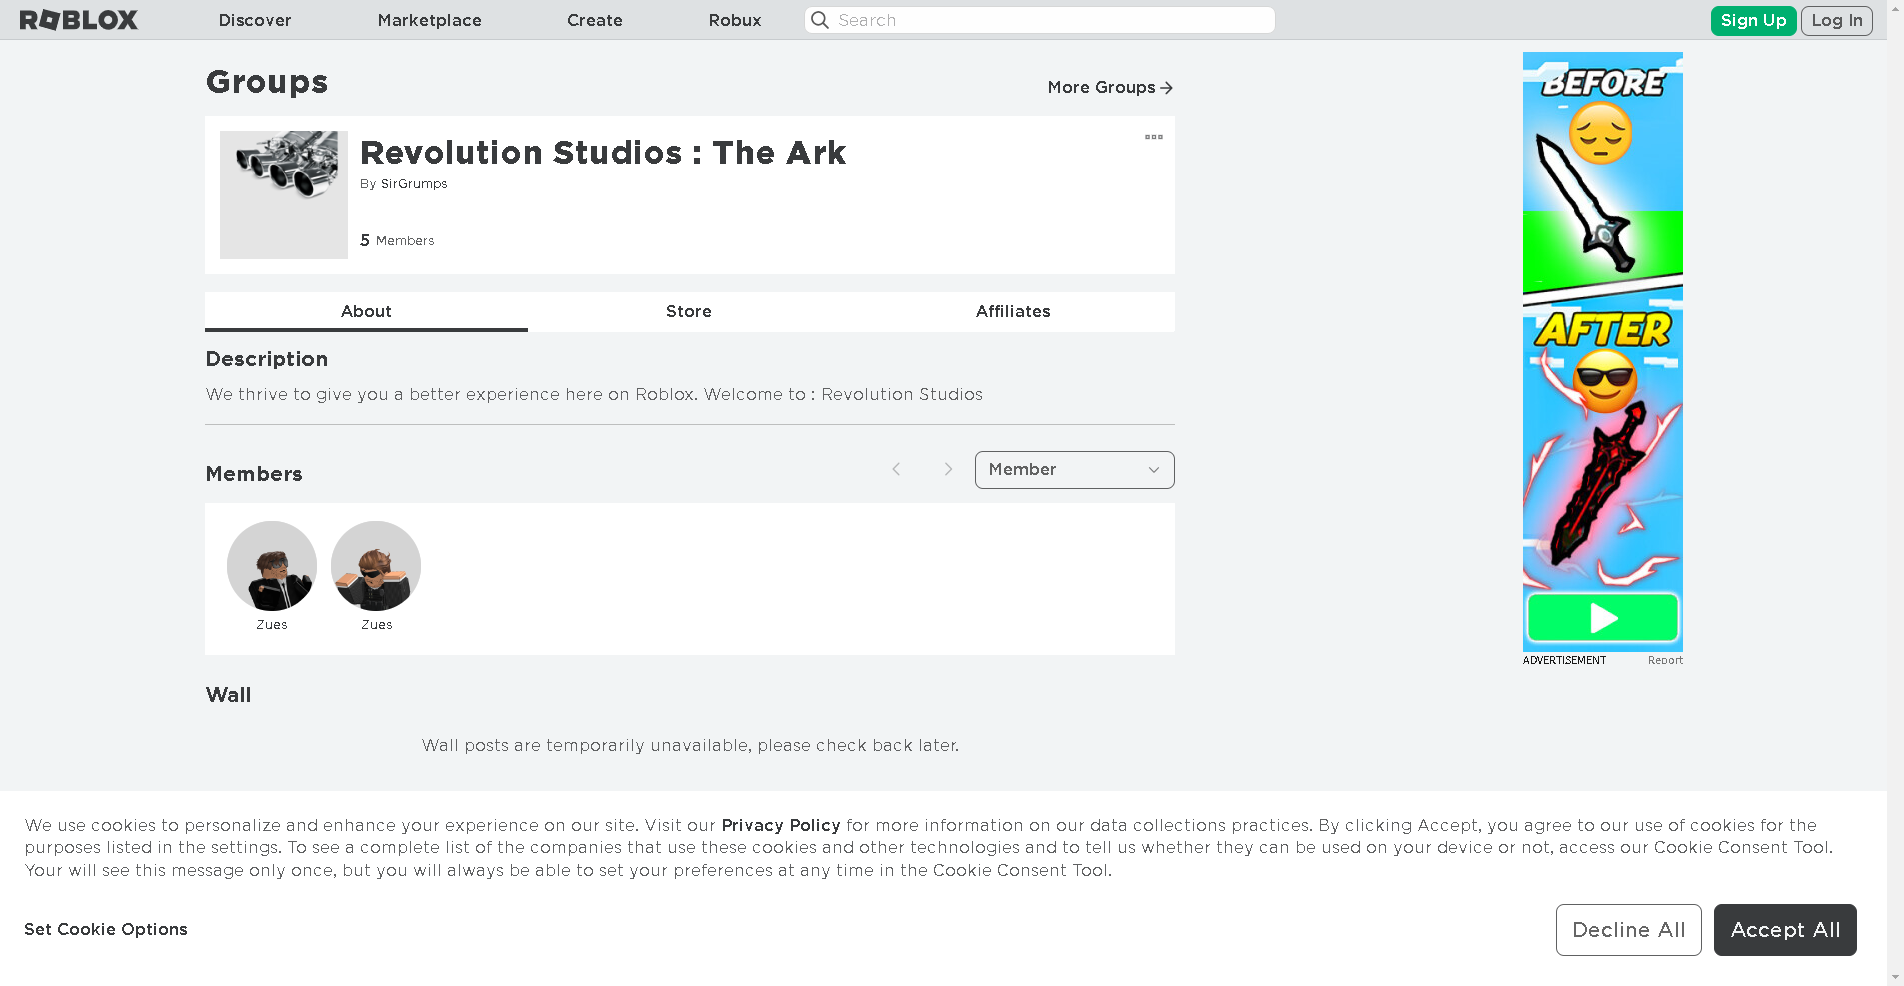 ROBLOX Discover Marketplace Create Robux Search Sign Up Log In
Groups
More Groups
Revolution Studios : The Ark
By SirGrumps
5 Members
About Store Affiliates
Description
We thrive to give you a better experience here on Roblox. Welcome to : Revolution Studios
Members
Member
Zues Zues
Wall
Wall posts are temporarily unavailable, please check back later.
BEFORE
AFTER
ADVERTISEMENT Report
We use cookies to personalize and enhance your experience on our site. Visit our Privacy Policy for more information on our data collections practices. By clicking Accept, you agree to our use of cookies for the
purposes listed in the settings. To see a complete list of the companies that use these cookies and other technologies and to tell us whether they can be used on your device or not, access our Cookie Consent Tool.
Your will see this message only once, but you will always be able to set your preferences at any time in the Cookie Consent Tool.
Set Cookie Options
Decline All
Accept All